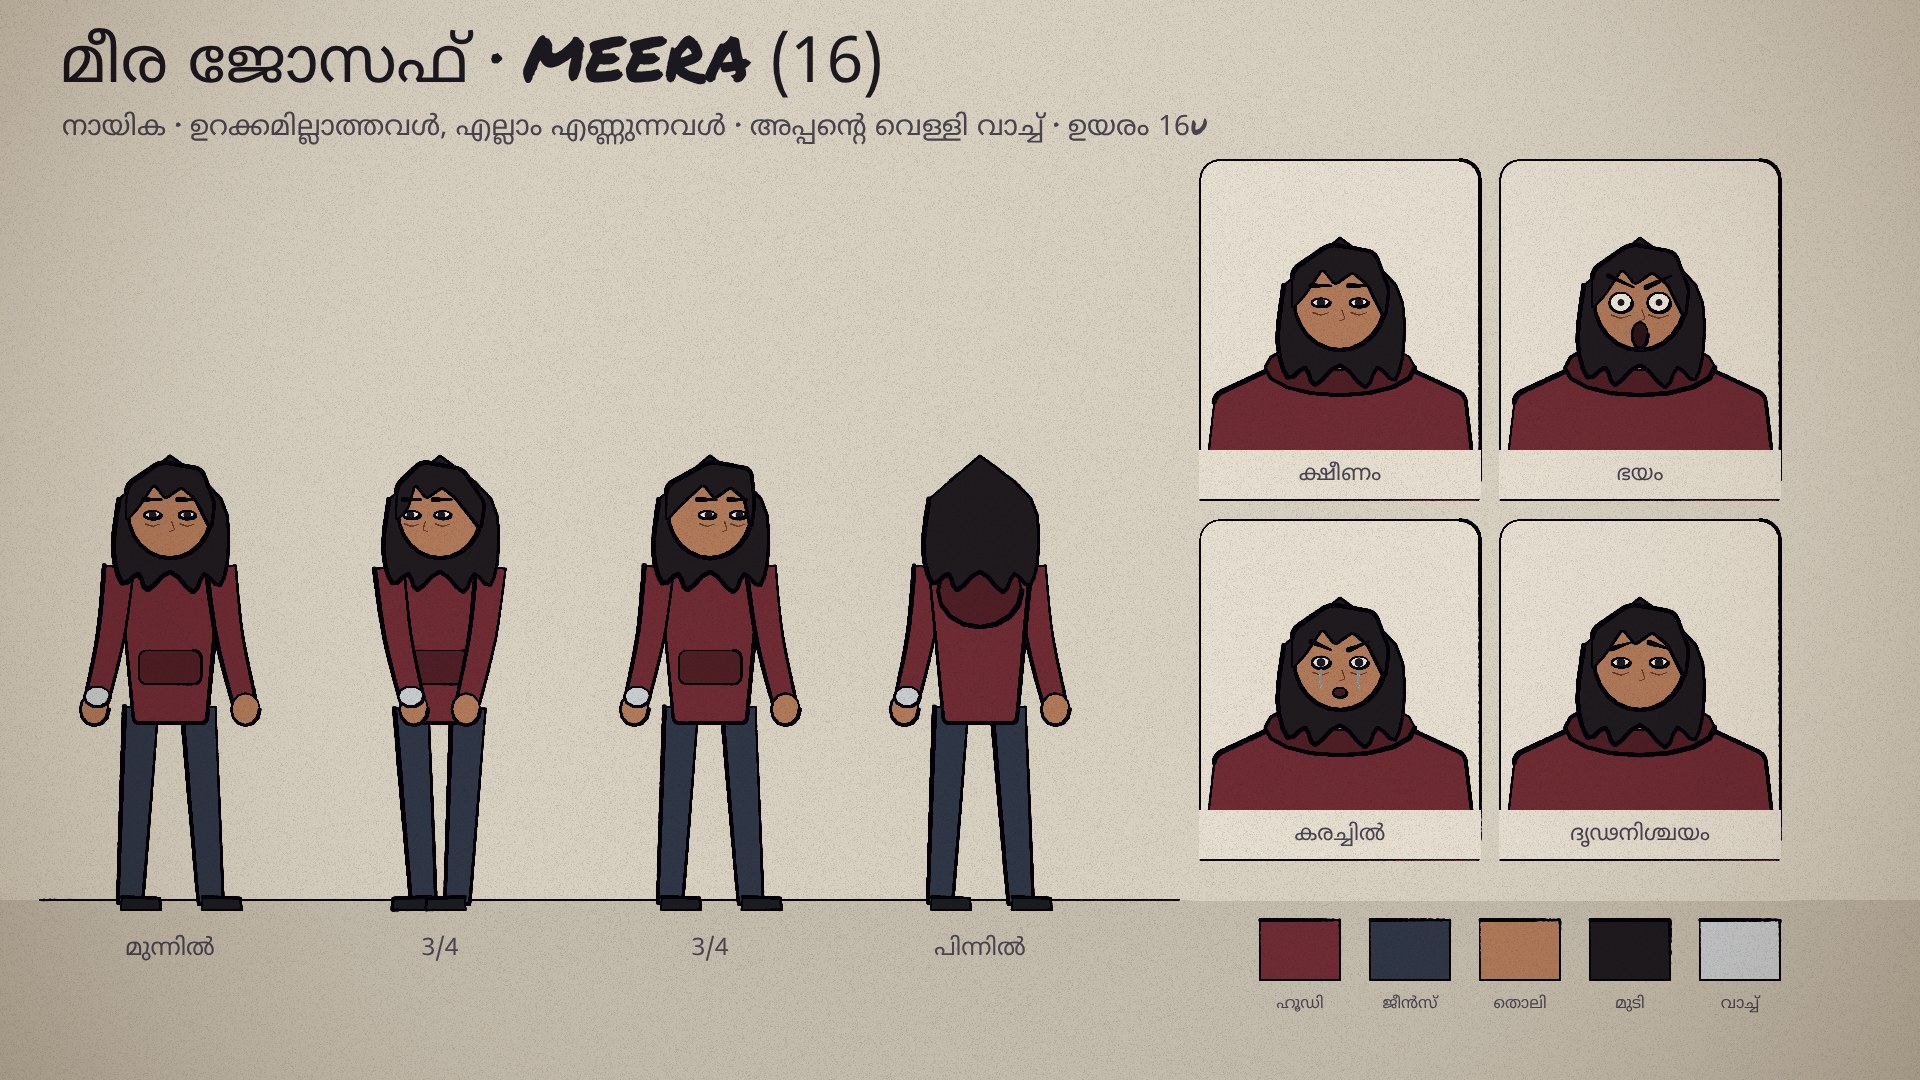 മീര ജോസഫ് · MEERA (16)
നായിക · ഉറക്കമില്ലാത്തവൾ, എല്ലാം എണ്ണുന്നവൾ · അപ്പന്റെ വെള്ളി വാച്ച് · ഉയരം 16υ
ക്ഷീണം
ഭയം
കരച്ചിൽ
ദൃഢനിശ്ചയം
മുന്നിൽ
3/4
3/4
പിന്നിൽ
ഹൂഡി
ജീൻസ്
തൊലി
മുടി
വാച്ച്